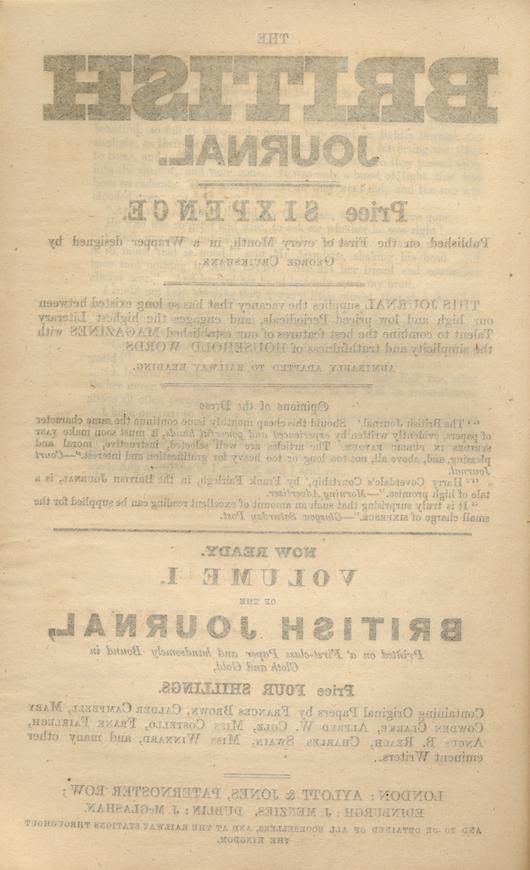 THE
BRITISH
JOURNAL.
Price SIXPENCE.
Published on the First of every Month, in a Wrapper designed by
GEORGE CRUIKSHANK.
THIS JOURNAL supplies the vacancy that has so long existed between
our high and low priced Periodicals, and engages the highest Literary
Talent to combine the best features of our established MAGAZINES with
the simplicity and truthfulness of HOUSEHOLD WORDS
ADMIRABLY ADAPTED TO RAILWAY READING.
Opinions of the Press
"'The British Journal.' Should this cheap monthly issue continue the same character
of papers, evidently written by experienced and powerful hands, it must soon make VAST
STRIDES IN PUBLIC FAVOUR. The articles are well selected, instructive, moral and
pleasing, and, above all, not too long or too heavy for gratification and interest."—Court
Journal.
"'Harry Coverdale's Courtship, by Frank Fairlegh, in the BRITISH JOURNAL, is a
tale of high promise."—Morning Advertiser.
"It is truly surprising that such an amount of excellent reading can be supplied for the
small charge of SIXPENCE."—Glasgow Saturday Post.
NOW READY.
VOLUME I.
OF THE
BRITISH JOURNAL,
Printed on a First-class Paper and handsomely Bound in
Cloth and Gold,
Price FOUR SHILLINGS.
Containing Original Papers by FRANCES BROWN, CALDER CAMPBELL, MARY
COWDEN CLARKE, ALFRED W. COLE, MISS COSTELLO, FRANK FAIRLEGH,
ANGUS B. REACH, CHARLES SWAIN, MISS WINNARD, and many other
eminent Writers.
LONDON: AYLOTT & JONES, PATERNOSTER ROW;
EDINBURGH: J. MENZIES, DUBLIN: J. McGLASHAN.
AND TO BE OBTAINED OF ALL BOOKSELLERS, AND AT THE RAILWAY STATIONS THROUGHOUT
THE KINGDOM.